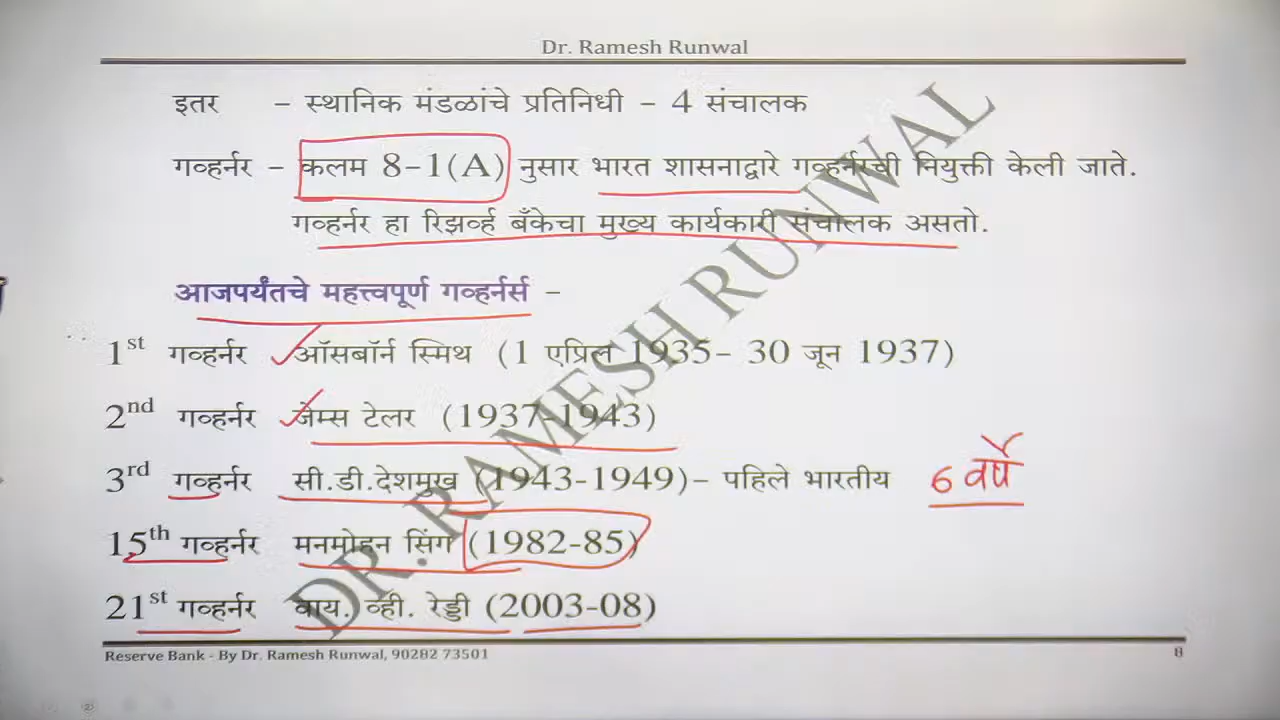 Dr. Ramesh Runwal
इतर – स्थानिक मंडळांचे प्रतिनिधी – 4 संचालक
गव्हर्नर – कलम 8–1(A) नुसार भारत शासनाद्वारे गव्हर्नरची नियुक्ती केली जाते.
गव्हर्नर हा रिझर्व्ह बँकेचा मुख्य कार्यकारी संचालक असतो.
आजपर्यंतचे महत्त्वपूर्ण गव्हर्नर्स –
1st गव्हर्नर ऑसबॉर्न स्मिथ (1 एप्रिल 1935– 30 जून 1937)
2nd गव्हर्नर जेम्स टेलर (1937-1943)
3rd गव्हर्नर सी.डी.देशमुख (1943-1949)– पहिले भारतीय 6 वर्षे
15th गव्हर्नर मनमोहन सिंग (1982-85)
21st गव्हर्नर वाय. व्ही. रेड्डी (2003-08)
DR. RAMESH RUNWAL
Reserve Bank - By Dr. Ramesh Runwal, 90282 73501 8